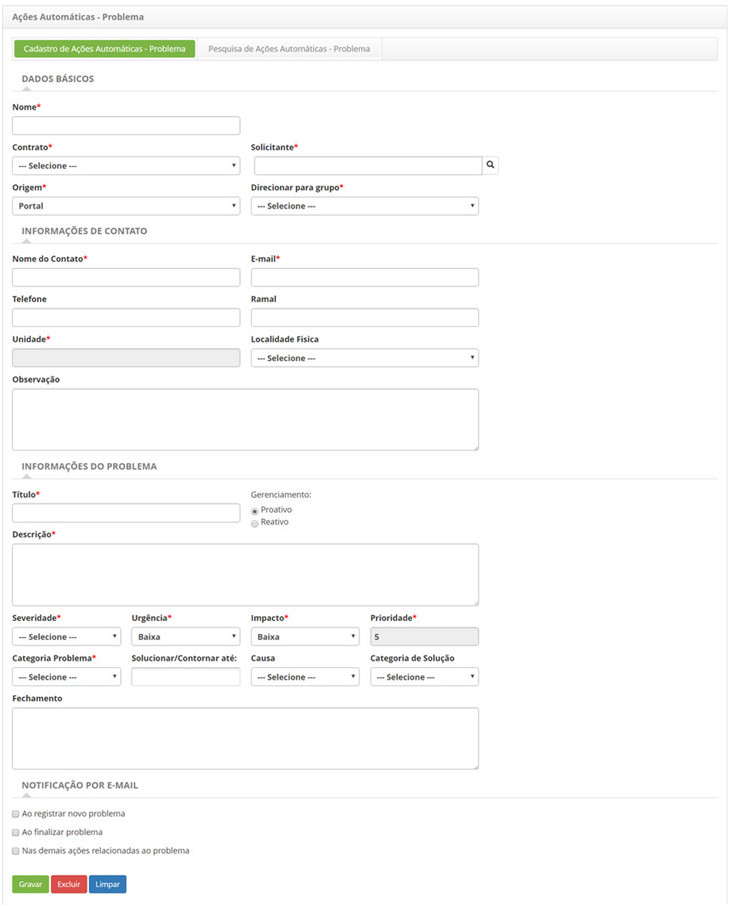 Ações Automáticas - Problema
Cadastro de Ações Automáticas - Problema Pesquisa de Ações Automáticas - Problema
DADOS BÁSICOS
Nome*
Contrato* Solicitante*
--- Selecione ---
Origem* Direcionar para grupo*
Portal --- Selecione ---
INFORMAÇÕES DE CONTATO
Nome do Contato* E-mail*
Telefone Ramal
Unidade* Localidade Fisica
--- Selecione ---
Observação
INFORMAÇÕES DO PROBLEMA
Título* Gerenciamento:
Proativo
Reativo
Descrição*
Severidade* Urgência* Impacto* Prioridade*
--- Selecione --- Baixa Baixa 5
Categoria Problema* Solucionar/Contornar até: Causa Categoria de Solução
--- Selecione --- --- Selecione --- --- Selecione ---
Fechamento
NOTIFICAÇÃO POR E-MAIL
Ao registrar novo problema
Ao finalizar problema
Nas demais ações relacionadas ao problema
Gravar Excluir Limpar